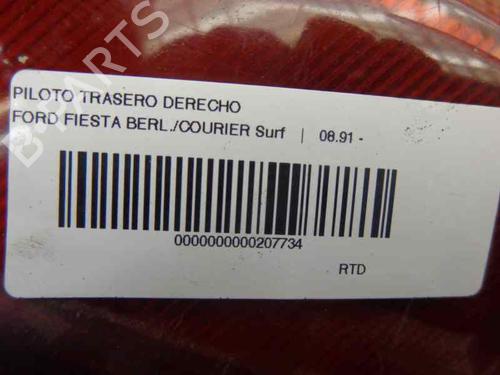 PILOTO TRASERO DERECHO
FORD FIESTA BERL./COURIER Surf | 08.91 -
0000000000207734
RTD
B-PARTS